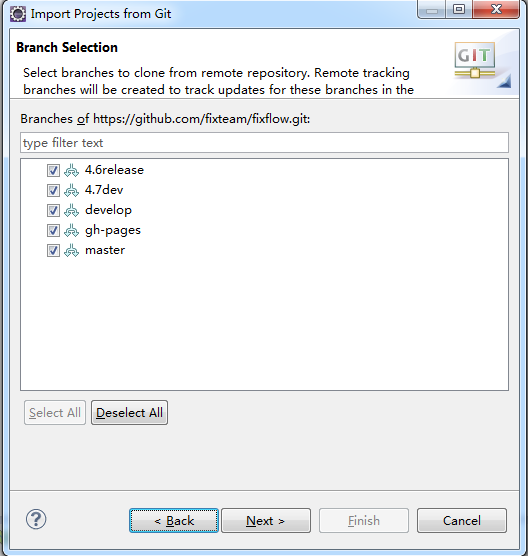 Import Projects from Git
Branch Selection
GIT
Select branches to clone from remote repository. Remote tracking
branches will be created to track updates for these branches in the
Branches of https://github.com/fixteam/fixflow.git:
type filter text
4.6release
4.7dev
develop
gh-pages
master
Select All
Deselect All
?
< Back
Next >
Finish
Cancel